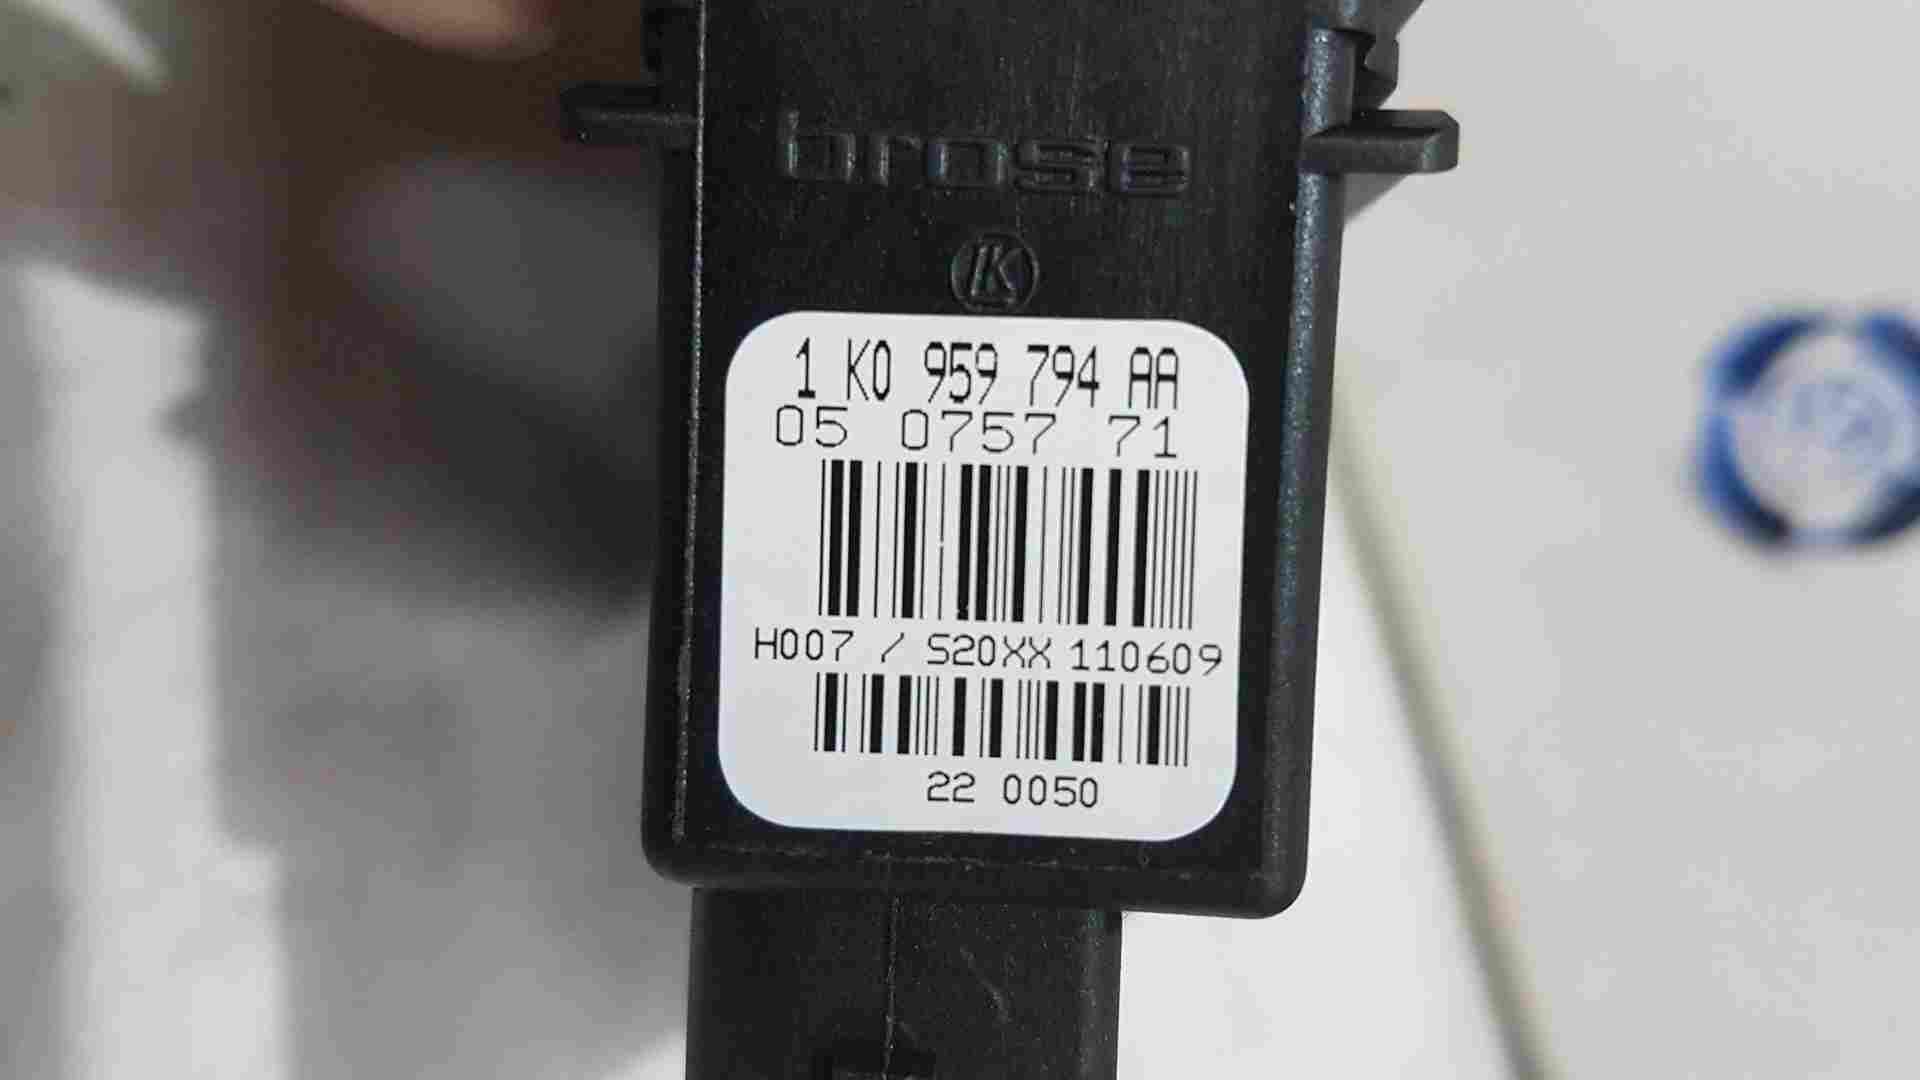 brose
K
1 K0 959 794 AA
05 0757 71
H007 / S20XX 110609
22 0050